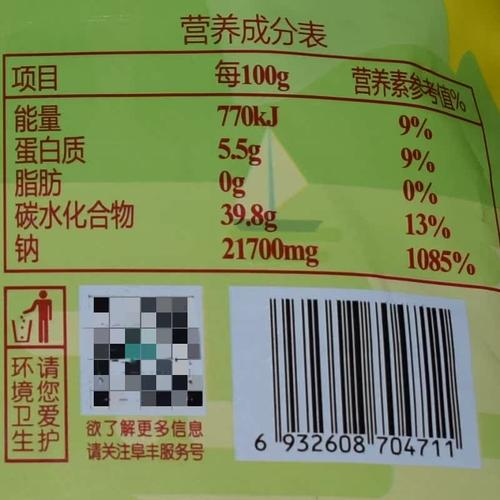 营养成分表
项目 每100g 营养素参考值%
能量 770kJ 9%
蛋白质 5.5g 9%
脂肪 0g 0%
碳水化合物 39.8g 13%
钠 21700mg 1085%
请您爱护
环境卫生
欲了解更多信息
请关注阜丰服务号
6 932608 704711